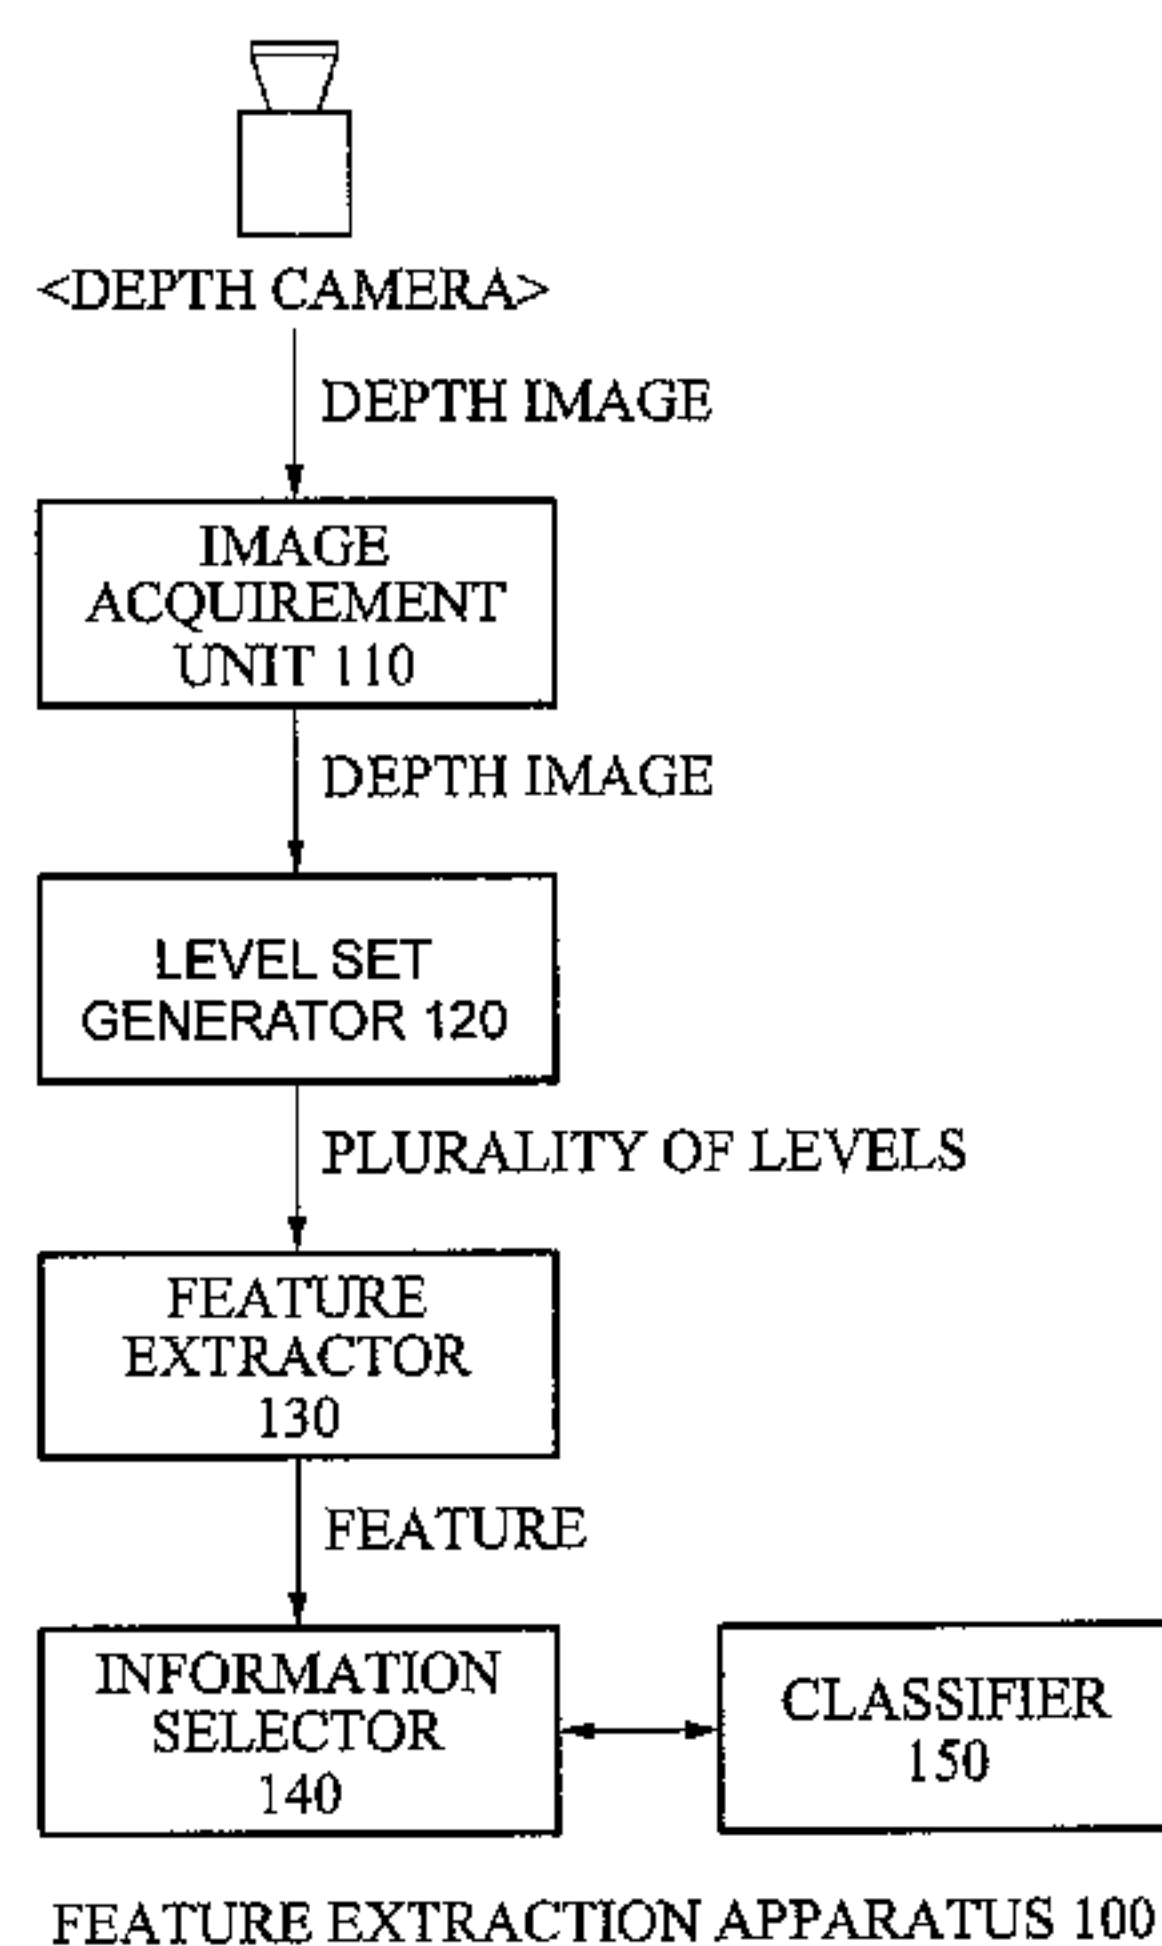 <DEPTH CAMERA>
DEPTH IMAGE
IMAGE
ACQUIREMENT
UNIT 110
DEPTH IMAGE
LEVEL SET
GENERATOR 120
PLURALITY OF LEVELS
FEATURE
EXTRACTOR
130
FEATURE
INFORMATION
SELECTOR
140
CLASSIFIER
150
FEATURE EXTRACTION APPARATUS 100